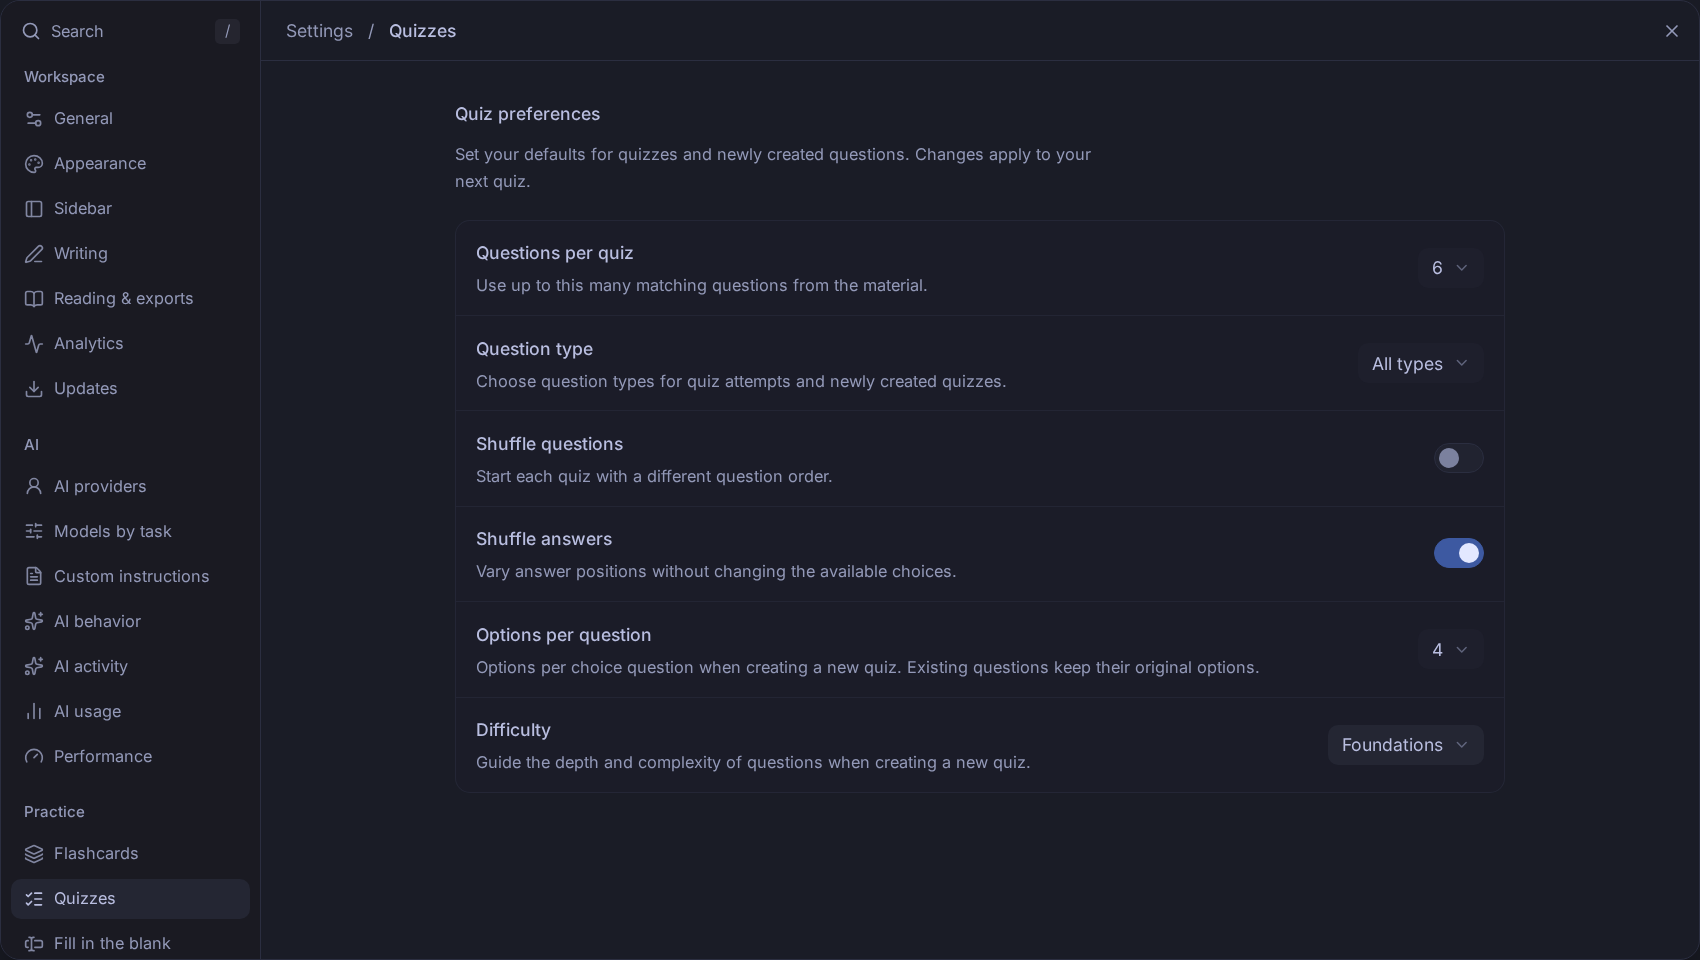 Search /
Workspace
General
Appearance
Sidebar
Writing
Reading & exports
Analytics
Updates
AI
AI providers
Models by task
Custom instructions
AI behavior
AI activity
AI usage
Performance
Practice
Flashcards
Quizzes
Fill in the blank
Settings / Quizzes
Quiz preferences
Set your defaults for quizzes and newly created questions. Changes apply to your
next quiz.
Questions per quiz
Use up to this many matching questions from the material.
6
Question type
Choose question types for quiz attempts and newly created quizzes.
All types
Shuffle questions
Start each quiz with a different question order.
Shuffle answers
Vary answer positions without changing the available choices.
Options per question
Options per choice question when creating a new quiz. Existing questions keep their original options.
4
Difficulty
Guide the depth and complexity of questions when creating a new quiz.
Foundations